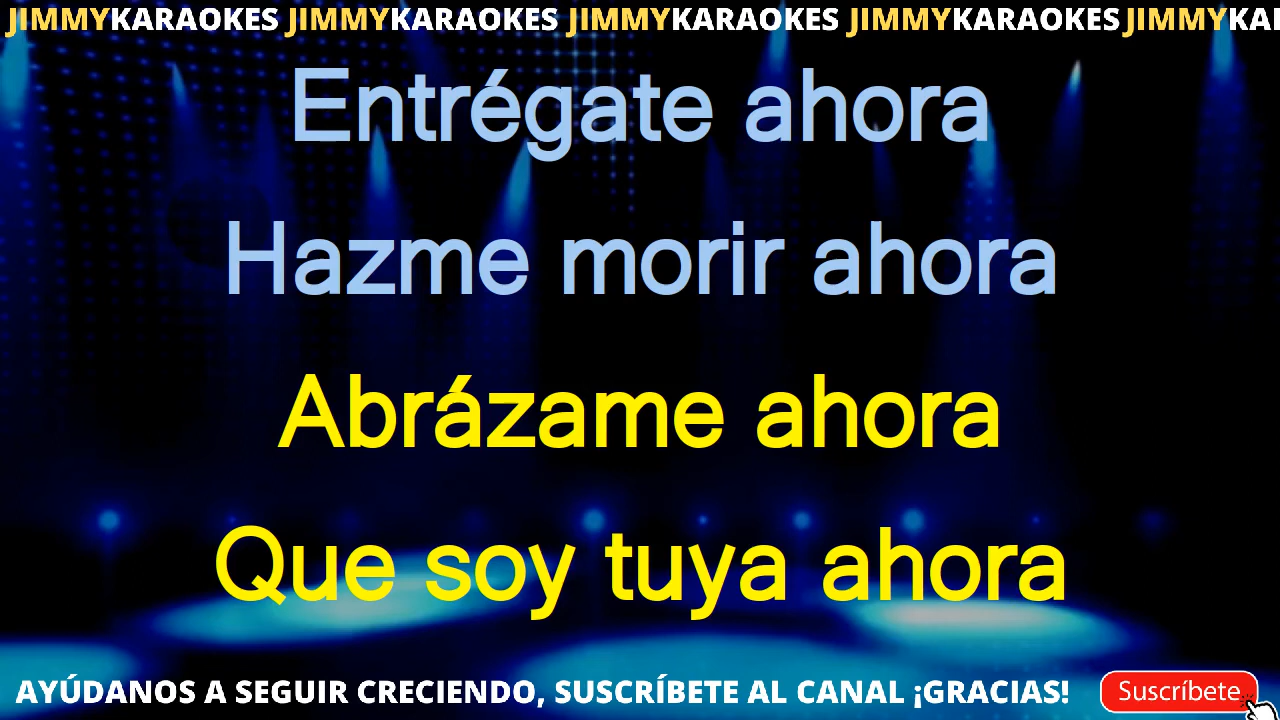 JIMMYKARAOKES JIMMYKARAOKES JIMMYKARAOKES JIMMYKARAOKES JIMMYKA
Entrégate ahora
Hazme morir ahora
Abrázame ahora
Que soy tuya ahora
AYÚDANOS A SEGUIR CRECIENDO, SUSCRÍBETE AL CANAL ¡GRACIAS! Suscríbete